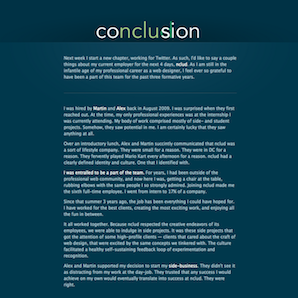 conclusion
Next week I start a new chapter, working for Twitter. As such, I'd like to say a couple
things about my current employer for the next 4 days, nclud. As I am still in the
infantile age of my professional career as a web designer, I feel ever so grateful to
have been a part of this team for the past three formative years.
I was hired by Martin and Alex back in August 2009. I was surprised when they first
reached out. At the time, my only professional experiences was at the internship I
was currently attending. My body of work comprised mostly of side- and student
projects. Somehow, they saw potential in me. I am certainly lucky that they saw
anything at all.
Over an introductory lunch, Alex and Martin succinctly communicated that nclud was
a sort of lifestyle company. They were small for a reason. They were in DC for a
reason. They fervently played Mario Kart every afternoon for a reason. nclud had a
clearly defined identity and culture. One that I identified with.
I was entralled to be a part of the team. For years, I had been outside of the
professional web community, and now here I was, getting a chair at the table,
rubbing elbows with the some people I so strongly admired. Joining nclud made me
the sixth full-time employee. I went from intern to 17% of a company.
Since that summer 3 years ago, the job has been everything I could have hoped for.
I have worked for the best clients, creating the most exciting work, and enjoying all
the fun in between.
It all worked together. Because nclud respected the creative endeavors of its
employees, we were able to indulge in side projects. It was these side projects that
got the attention of some high-profile clients — clients that cared about the craft of
web design, that were excited by the same concepts we tinkered with. The culture
facilitated a healthy self-sustaining feedback loop of experimentation and
recognition.
Alex and Martin supported my decision to start my side-business. They didn't see it
as distracting from my work at the day-job. They trusted that any success I would
achieve on my own would eventually translate into success at nclud. They were
right.